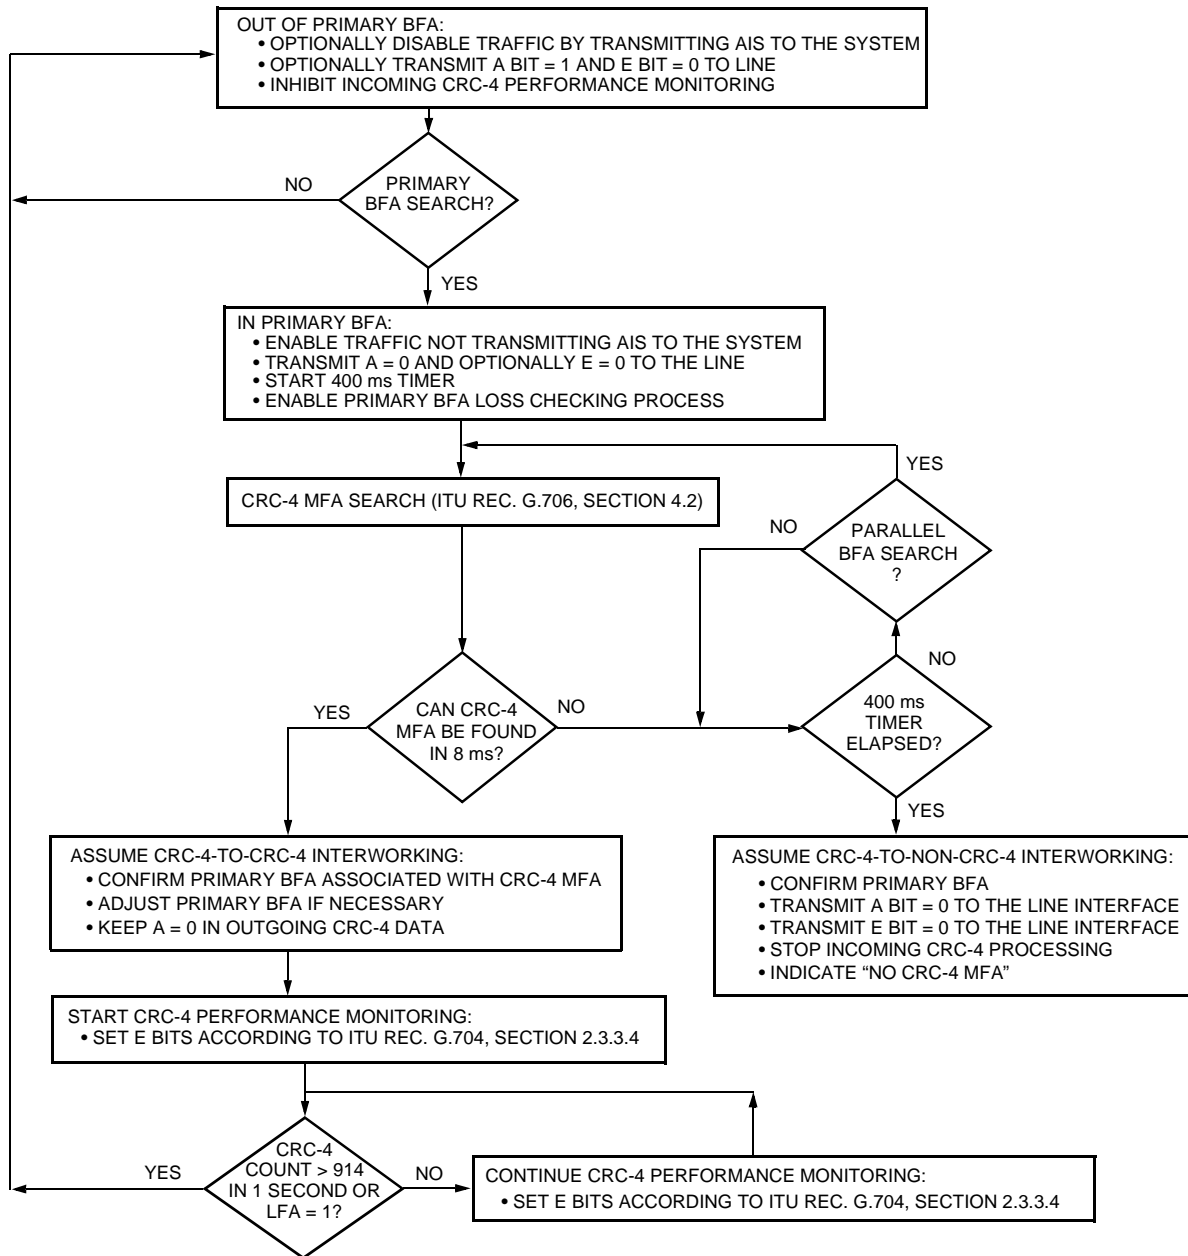 OUT OF PRIMARY BFA:
• OPTIONALLY DISABLE TRAFFIC BY TRANSMITTING AIS TO THE SYSTEM
• OPTIONALLY TRANSMIT A BIT = 1 AND E BIT = 0 TO LINE
• INHIBIT INCOMING CRC-4 PERFORMANCE MONITORING
NO
PRIMARY
BFA SEARCH?
YES
IN PRIMARY BFA:
• ENABLE TRAFFIC NOT TRANSMITTING AIS TO THE SYSTEM
• TRANSMIT A = 0 AND OPTIONALLY E = 0 TO THE LINE
• START 400 ms TIMER
• ENABLE PRIMARY BFA LOSS CHECKING PROCESS
YES
CRC-4 MFA SEARCH (ITU REC. G.706, SECTION 4.2)
NO
PARALLEL
BFA SEARCH
?
NO
YES
CAN CRC-4
MFA BE FOUND
IN 8 ms?
NO
400 ms
TIMER
ELAPSED?
YES
ASSUME CRC-4-TO-CRC-4 INTERWORKING:
• CONFIRM PRIMARY BFA ASSOCIATED WITH CRC-4 MFA
• ADJUST PRIMARY BFA IF NECESSARY
• KEEP A = 0 IN OUTGOING CRC-4 DATA
ASSUME CRC-4-TO-NON-CRC-4 INTERWORKING:
• CONFIRM PRIMARY BFA
• TRANSMIT A BIT = 0 TO THE LINE INTERFACE
• TRANSMIT E BIT = 0 TO THE LINE INTERFACE
• STOP INCOMING CRC-4 PROCESSING
• INDICATE “NO CRC-4 MFA”
START CRC-4 PERFORMANCE MONITORING:
• SET E BITS ACCORDING TO ITU REC. G.704, SECTION 2.3.3.4
YES
CRC-4
COUNT > 914
IN 1 SECOND OR
LFA = 1?
NO
CONTINUE CRC-4 PERFORMANCE MONITORING:
• SET E BITS ACCORDING TO ITU REC. G.704, SECTION 2.3.3.4